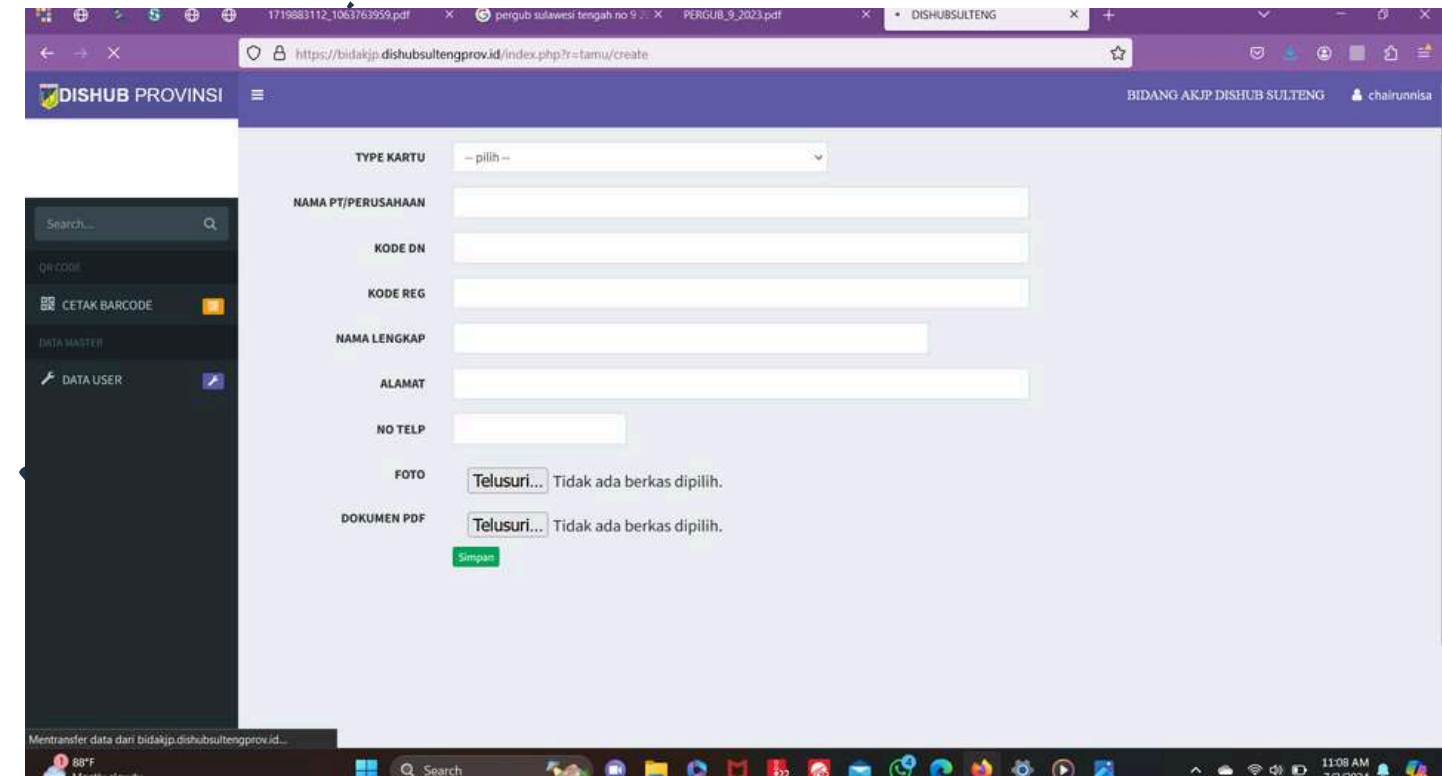 1719883112_1063763959.pdf × pergub sulawesi tengah no 9 × PERGUB_9_2023.pdf × DISHUBSULTENG × +
https://bidakjp.dishubsultengprov.id/index.php?r=tamu/create
DISHUB PROVINSI BIDANG AKJP DISHUB SULTENG chairunnisa
TYPE KARTU -- pilih --
NAMA PT/PERUSAHAAN
Search...
KODE DN
QR CODE
KODE REG
CETAK BARCODE
NAMA LENGKAP
DATA MASTER
ALAMAT
DATA USER
NO TELP
FOTO Telusuri... Tidak ada berkas dipilih.
DOKUMEN PDF Telusuri... Tidak ada berkas dipilih.
Simpan
Mentransfer data dari bidakjp.dishubsultengprov.id...
88°F Search 11:08 AM
Mostly cloudy